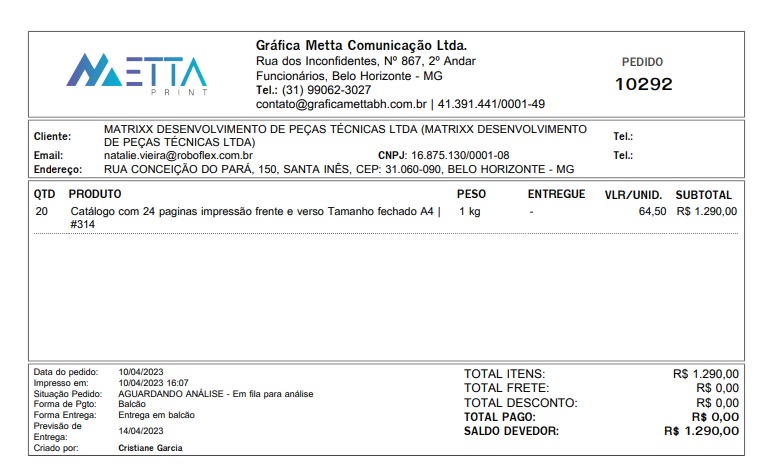 METTA
PRINT
Gráfica Metta Comunicação Ltda.
Rua dos Inconfidentes, Nº 867, 2º Andar
Funcionários, Belo Horizonte - MG
Tel.: (31) 99062-3027
contato@graficamettabh.com.br | 41.391.441/0001-49
PEDIDO
10292
Cliente: MATRIXX DESENVOLVIMENTO DE PEÇAS TÉCNICAS LTDA (MATRIXX DESENVOLVIMENTO DE PEÇAS TÉCNICAS LTDA) Tel.:
Email: natalie.vieira@roboflex.com.br CNPJ: 16.875.130/0001-08 Tel.:
Endereço: RUA CONCEIÇÃO DO PARÁ, 150, SANTA INÊS, CEP: 31.060-090, BELO HORIZONTE - MG
QTD PRODUTO PESO ENTREGUE VLR/UNID. SUBTOTAL
20 Catálogo com 24 paginas impressão frente e verso Tamanho fechado A4 | 1 kg - 64,50 R$ 1.290,00
#314
Data do pedido: 10/04/2023
Impresso em: 10/04/2023 16:07
Situação Pedido: AGUARDANDO ANÁLISE - Em fila para análise
Forma de Pgto: Balcão
Forma Entrega: Entrega em balcão
Previsão de Entrega: 14/04/2023
Criado por: Cristiane Garcia
TOTAL ITENS: R$ 1.290,00
TOTAL FRETE: R$ 0,00
TOTAL DESCONTO: R$ 0,00
TOTAL PAGO: R$ 0,00
SALDO DEVEDOR: R$ 1.290,00